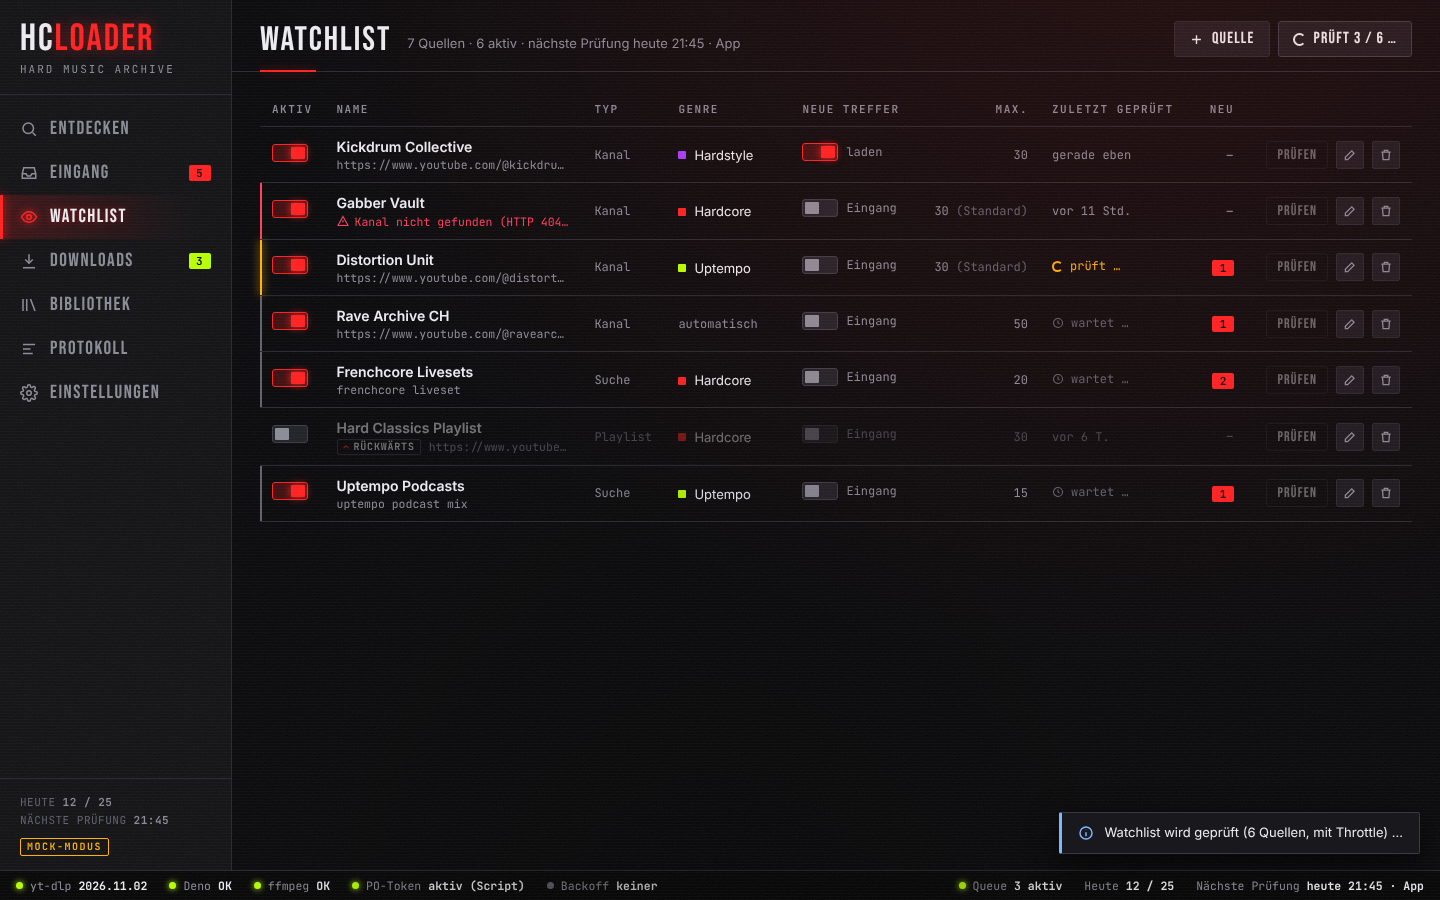 HCLOADER
HARD MUSIC ARCHIVE
ENTDECKEN
EINGANG 5
WATCHLIST
DOWNLOADS 3
BIBLIOTHEK
PROTOKOLL
EINSTELLUNGEN
HEUTE 12 / 25
NÄCHSTE PRÜFUNG 21:45
MOCK-MODUS
WATCHLIST 7 Quellen · 6 aktiv · nächste Prüfung heute 21:45 · App
+ QUELLE PRÜFT 3 / 6 …
AKTIV NAME TYP GENRE NEUE TREFFER MAX. ZULETZT GEPRÜFT NEU
Kickdrum Collective
https://www.youtube.com/@kickdru… Kanal Hardstyle laden 30 gerade eben – PRÜFEN
Gabber Vault
Kanal nicht gefunden (HTTP 404… Kanal Hardcore Eingang 30 (Standard) vor 11 Std. – PRÜFEN
Distortion Unit
https://www.youtube.com/@distort… Kanal Uptempo Eingang 30 (Standard) prüft … 1 PRÜFEN
Rave Archive CH
https://www.youtube.com/@ravearc… Kanal automatisch Eingang 50 wartet … 1 PRÜFEN
Frenchcore Livesets
frenchcore liveset Suche Hardcore Eingang 20 wartet … 2 PRÜFEN
Hard Classics Playlist
RÜCKWÄRTS https://www.youtube… Playlist Hardcore Eingang 30 vor 6 T. – PRÜFEN
Uptempo Podcasts
uptempo podcast mix Suche Uptempo Eingang 15 wartet … 1 PRÜFEN
Watchlist wird geprüft (6 Quellen, mit Throttle) …
yt-dlp 2026.11.02 Deno OK ffmpeg OK PO-Token aktiv (Script) Backoff keiner Queue 3 aktiv Heute 12 / 25 Nächste Prüfung heute 21:45 · App